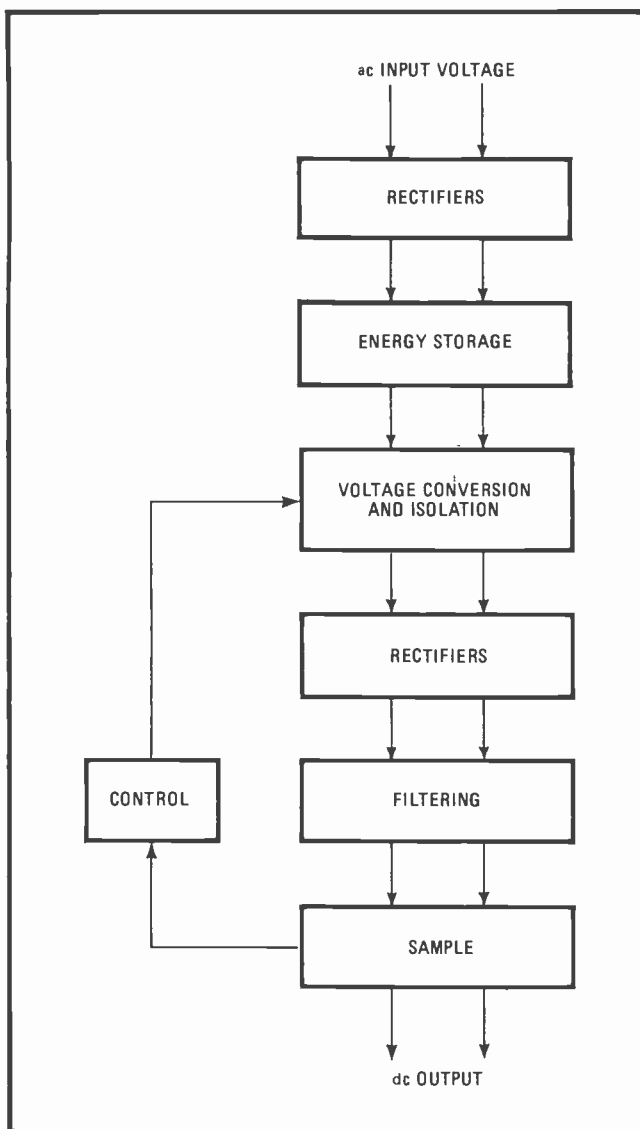 ac INPUT VOLTAGE
RECTIFIERS
ENERGY STORAGE
VOLTAGE CONVERSION
AND ISOLATION
RECTIFIERS
CONTROL
FILTERING
SAMPLE
dc OUTPUT